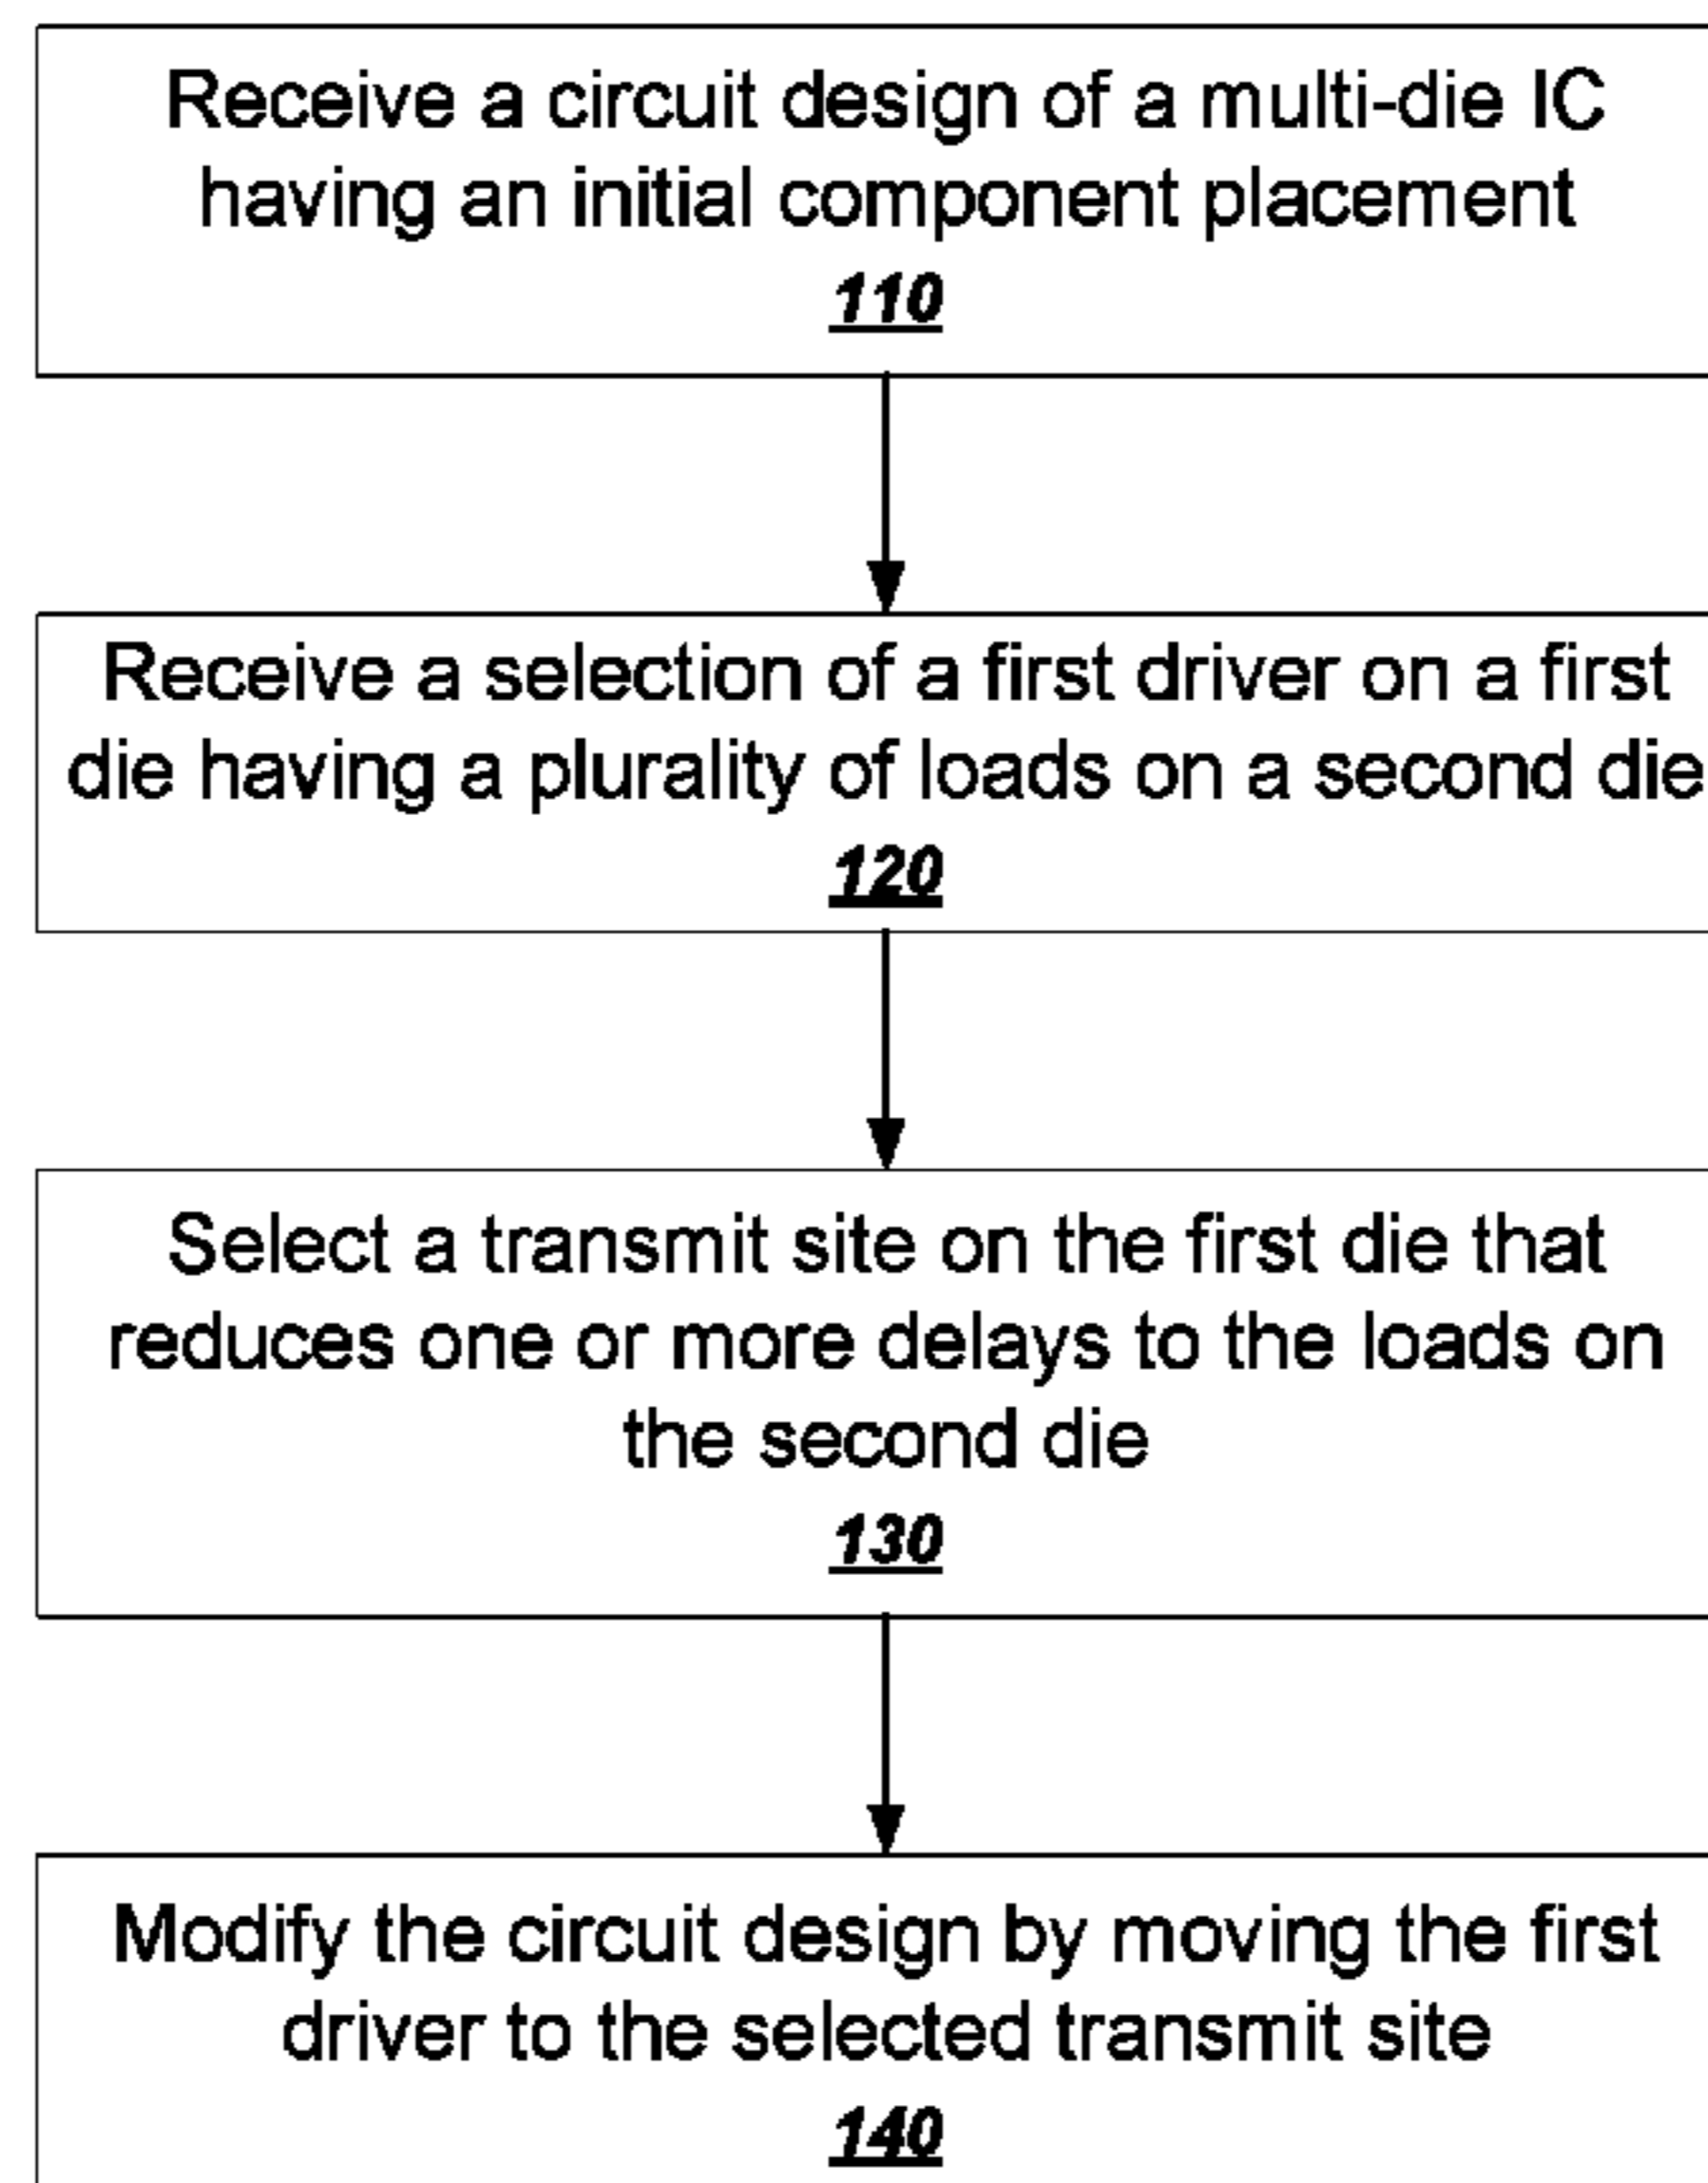 Receive a circuit design of a multi-die IC
having an initial component placement
110
Receive a selection of a first driver on a first
die having a plurality of loads on a second die
120
Select a transmit site on the first die that
reduces one or more delays to the loads on
the second die
130
Modify the circuit design by moving the first
driver to the selected transmit site
140